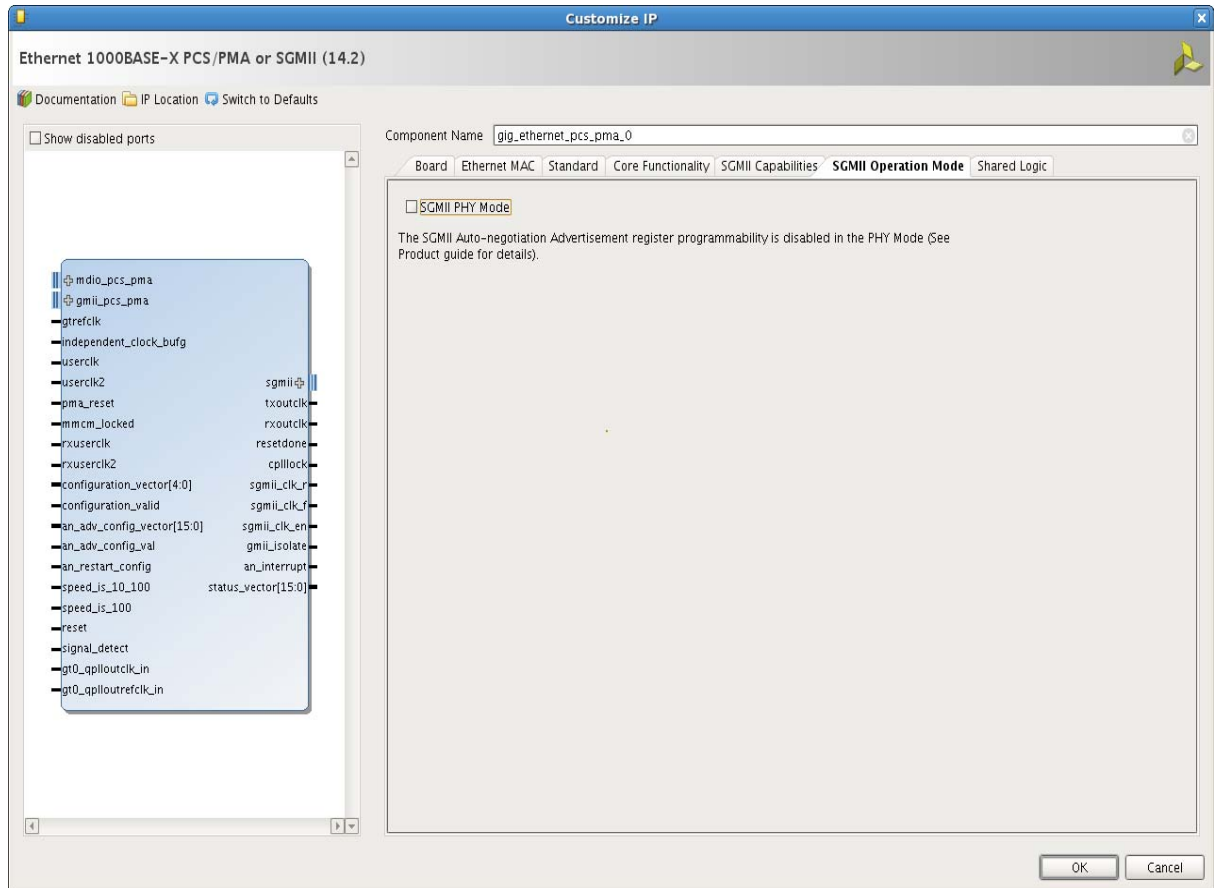 Customize IP
Ethernet 1000BASE-X PCS/PMA or SGMII (14.2)
Documentation IP Location Switch to Defaults
Show disabled ports
mdio_pcs_pma
gmii_pcs_pma
gtrefclk
independent_clock_bufg
userclk
userclk2
pma_reset
mmcm_locked
rxuserclk
rxuserclk2
configuration_vector[4:0]
configuration_valid
an_adv_config_vector[15:0]
an_adv_config_val
an_restart_config
speed_is_10_100
speed_is_100
reset
signal_detect
gt0_qplloutclk_in
gt0_qplloutrefclk_in
sgmii
txoutclk
rxoutclk
resetdone
cplllock
sgmii_clk_r
sgmii_clk_f
sgmii_clk_en
gmii_isolate
an_interrupt
status_vector[15:0]
Component Name gig_ethernet_pcs_pma_0
Board Ethernet MAC Standard Core Functionality SGMII Capabilities SGMII Operation Mode Shared Logic
SGMII PHY Mode
The SGMII Auto-negotiation Advertisement register programmability is disabled in the PHY Mode (See
Product guide for details).
OK Cancel